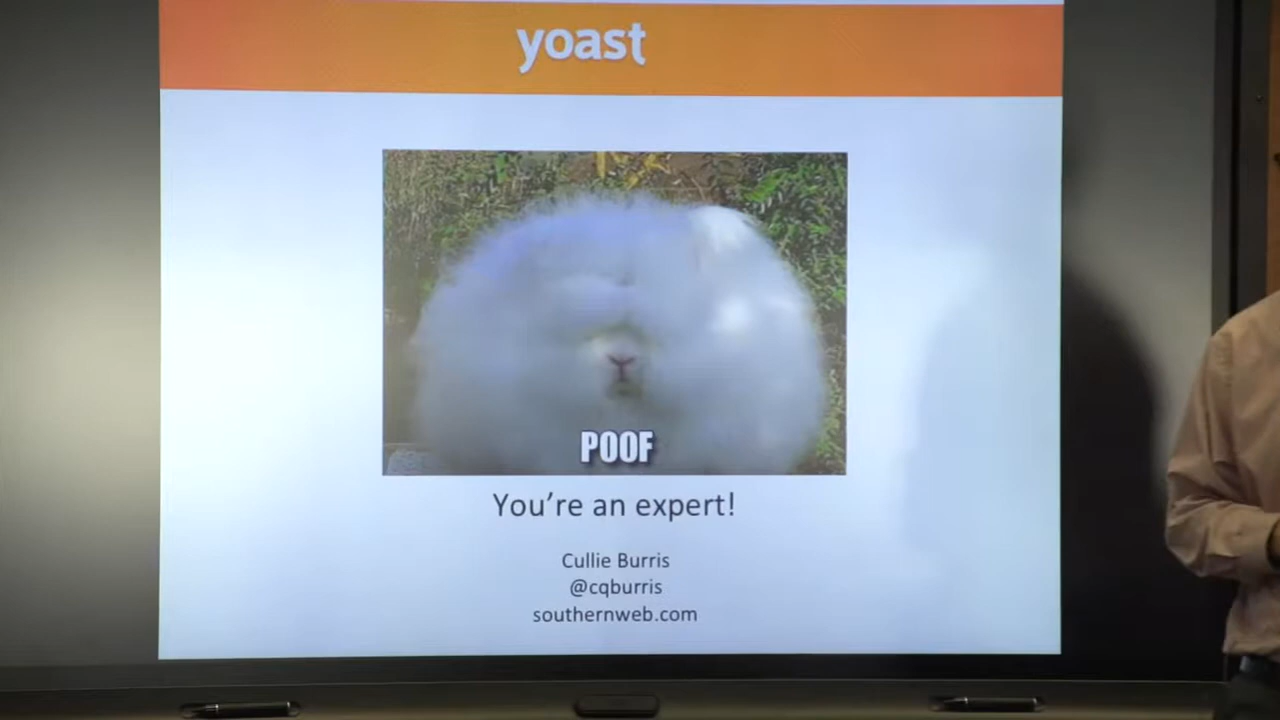 yoast
POOF
You're an expert!
Cullie Burris
@cqburris
southernweb.com